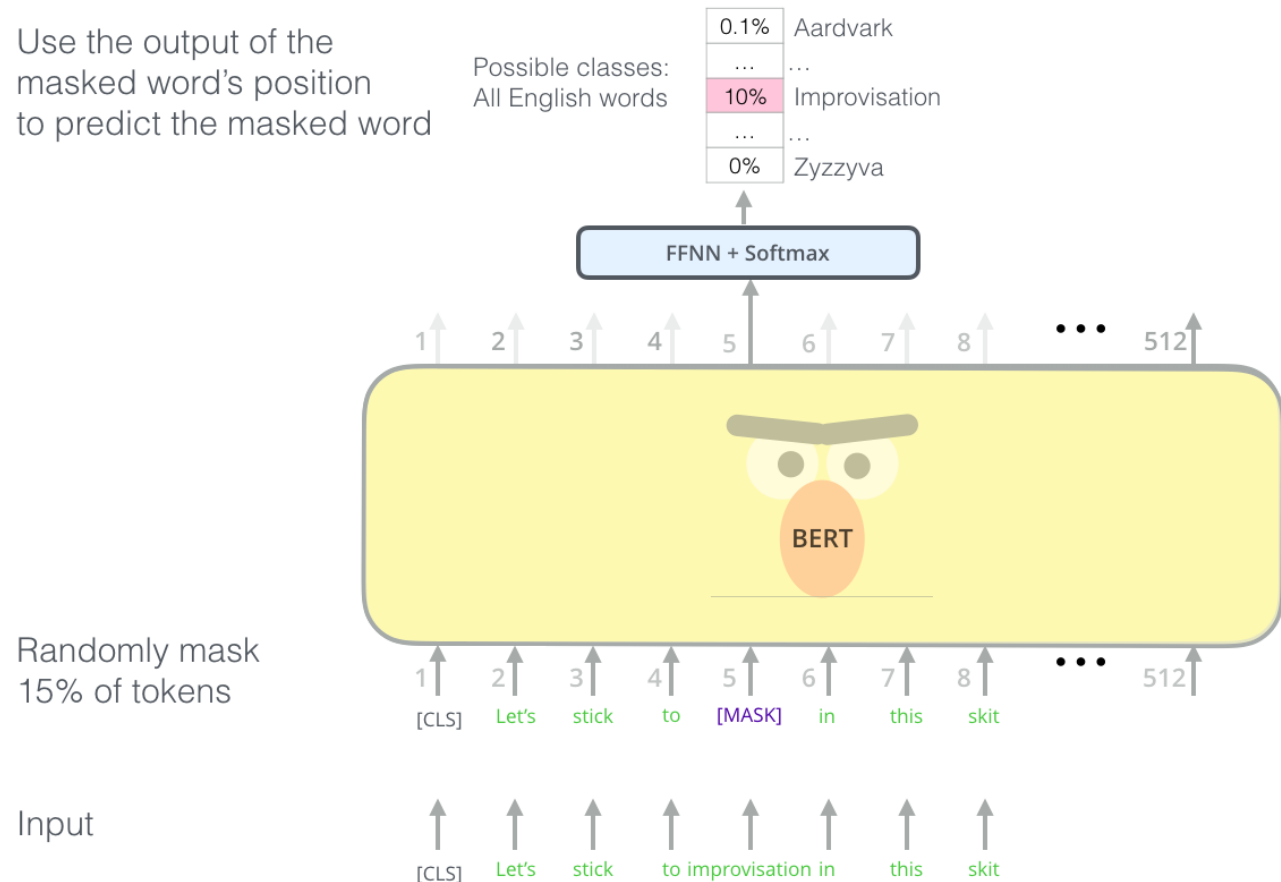 Use the output of the
masked word’s position
to predict the masked word
Possible classes:
All English words
0.1% Aardvark
... ...
10% Improvisation
... ...
0% Zyzzyva
FFNN + Softmax
1 2 3 4 5 6 7 8 ... 512
BERT
Randomly mask
15% of tokens
1 2 3 4 5 6 7 8 ... 512
[CLS] Let's stick to [MASK] in this skit
Input
[CLS] Let's stick to improvisation in this skit